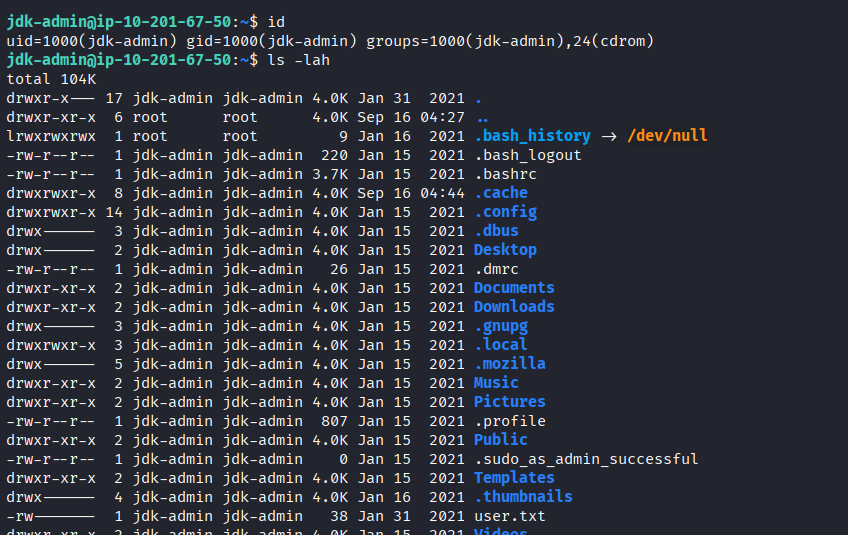 jdk-admin@ip-10-201-67-50:~$ id
uid=1000(jdk-admin) gid=1000(jdk-admin) groups=1000(jdk-admin),24(cdrom)
jdk-admin@ip-10-201-67-50:~$ ls -lah
total 104K
drwxr-x--- 17 jdk-admin jdk-admin 4.0K Jan 31  2021 .
drwxr-xr-x  6 root      root      4.0K Sep 16 04:27 ..
lrwxrwxrwx  1 root      root         9 Jan 16  2021 .bash_history -> /dev/null
-rw-r--r--  1 jdk-admin jdk-admin  220 Jan 15  2021 .bash_logout
-rw-r--r--  1 jdk-admin jdk-admin 3.7K Jan 15  2021 .bashrc
drwxrwxr-x  8 jdk-admin jdk-admin 4.0K Sep 16 04:44 .cache
drwxrwxr-x 14 jdk-admin jdk-admin 4.0K Jan 15  2021 .config
drwx------  3 jdk-admin jdk-admin 4.0K Jan 15  2021 .dbus
drwx------  2 jdk-admin jdk-admin 4.0K Jan 15  2021 Desktop
-rw-r--r--  1 jdk-admin jdk-admin   26 Jan 15  2021 .dmrc
drwxr-xr-x  2 jdk-admin jdk-admin 4.0K Jan 15  2021 Documents
drwxr-xr-x  2 jdk-admin jdk-admin 4.0K Jan 15  2021 Downloads
drwx------  3 jdk-admin jdk-admin 4.0K Jan 15  2021 .gnupg
drwxrwxr-x  3 jdk-admin jdk-admin 4.0K Jan 15  2021 .local
drwx------  5 jdk-admin jdk-admin 4.0K Jan 15  2021 .mozilla
drwxr-xr-x  2 jdk-admin jdk-admin 4.0K Jan 15  2021 Music
drwxr-xr-x  2 jdk-admin jdk-admin 4.0K Jan 15  2021 Pictures
-rw-r--r--  1 jdk-admin jdk-admin  807 Jan 15  2021 .profile
drwxr-xr-x  2 jdk-admin jdk-admin 4.0K Jan 15  2021 Public
-rw-r--r--  1 jdk-admin jdk-admin    0 Jan 15  2021 .sudo_as_admin_successful
drwxr-xr-x  2 jdk-admin jdk-admin 4.0K Jan 15  2021 Templates
drwx------  4 jdk-admin jdk-admin 4.0K Jan 16  2021 .thumbnails
-rw-------  1 jdk-admin jdk-admin   38 Jan 31  2021 user.txt
drwxr-xr-x  2 jdk-admin jdk-admin 4.0K Jan 15  2021 Videos